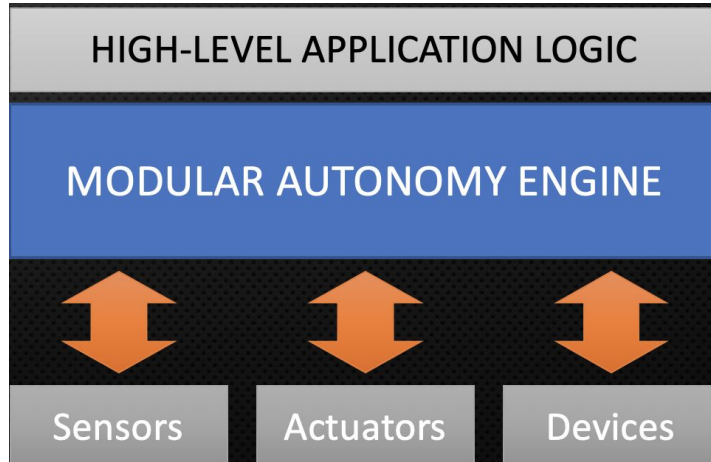 HIGH-LEVEL APPLICATION LOGIC
MODULAR AUTONOMY ENGINE
Sensors
Actuators
Devices